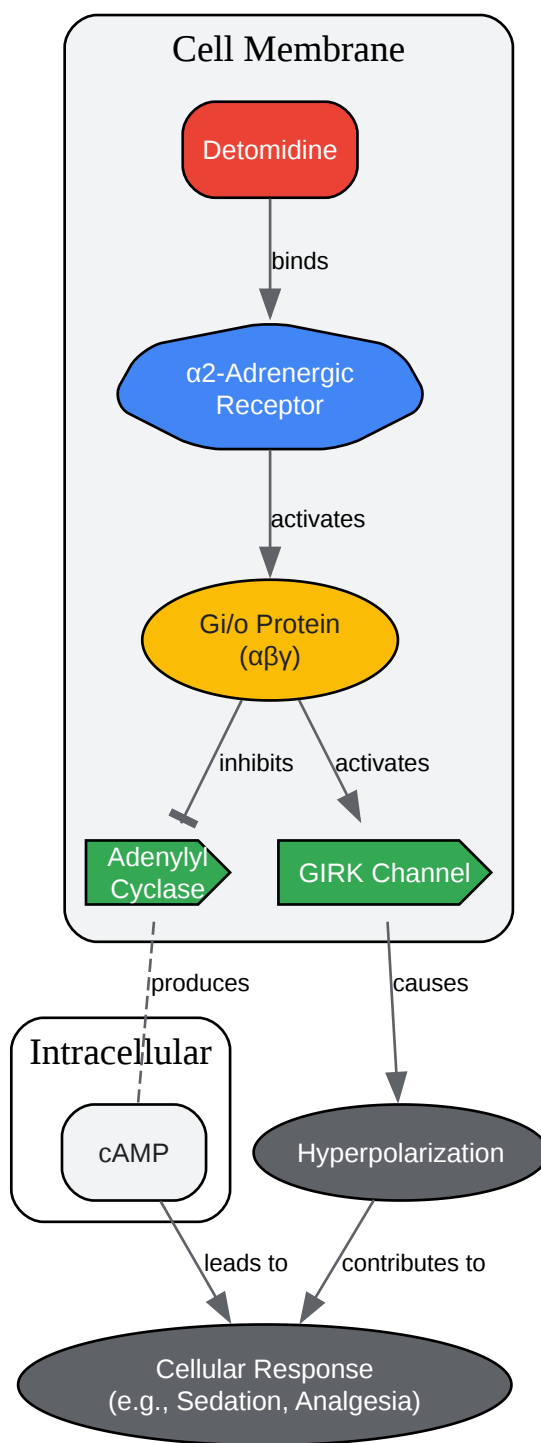 Cell Membrane
Detomidine
binds
α2-Adrenergic
Receptor
activates
Gi/o Protein
(αβγ)
inhibits
activates
Adenylyl
Cyclase
GIRK Channel
produces
causes
Intracellular
cAMP
Hyperpolarization
leads to
contributes to
Cellular Response
(e.g., Sedation, Analgesia)